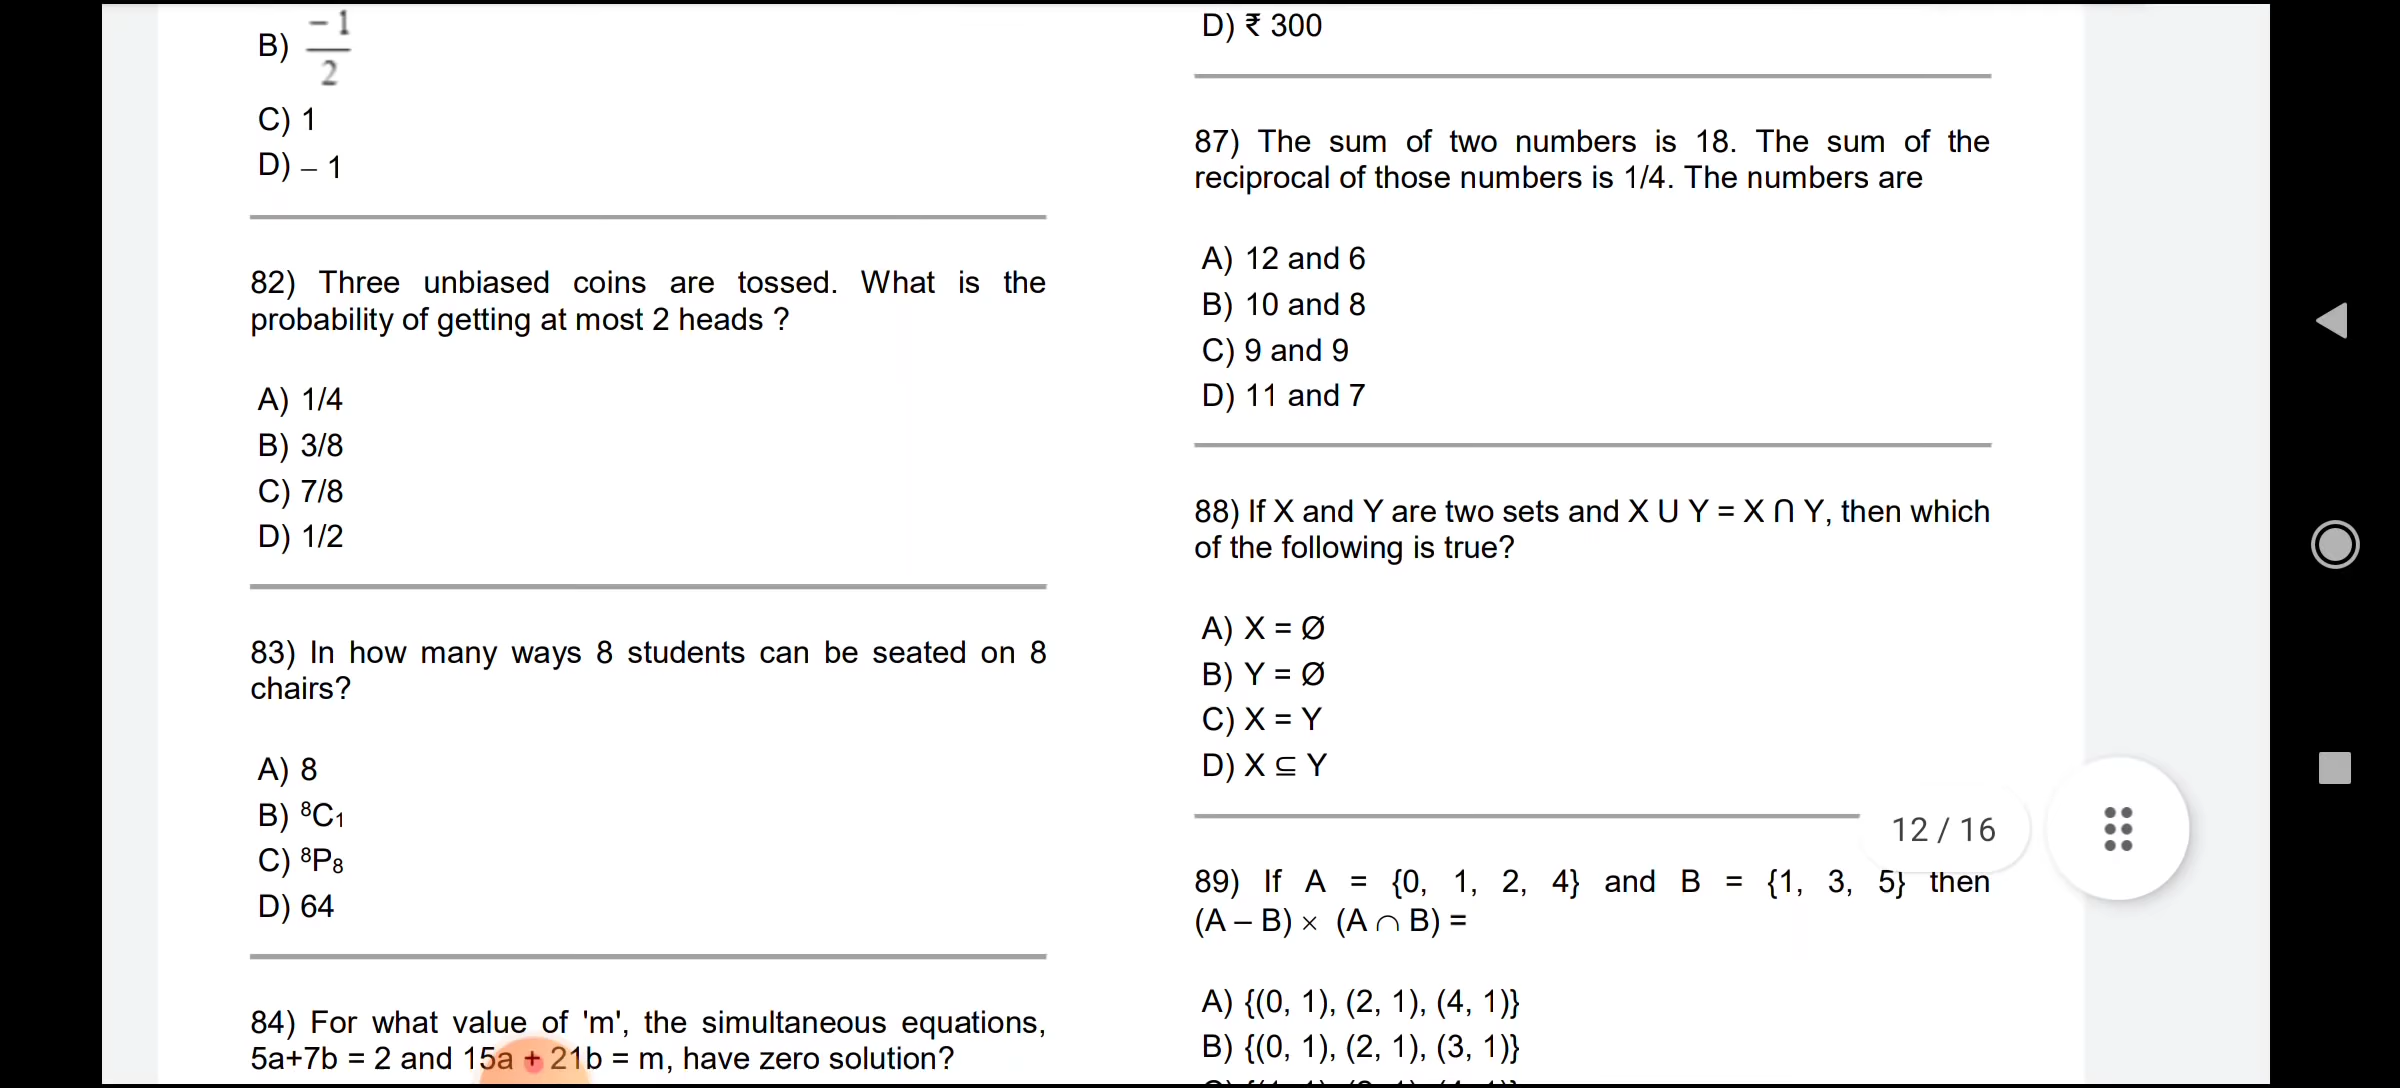 B) −1/2
C) 1
D) – 1
82) Three unbiased coins are tossed. What is the
probability of getting at most 2 heads ?
A) 1/4
B) 3/8
C) 7/8
D) 1/2
83) In how many ways 8 students can be seated on 8
chairs?
A) 8
B) ⁸C₁
C) ⁸P₈
D) 64
84) For what value of 'm', the simultaneous equations,
5a+7b = 2 and 15a + 21b = m, have zero solution?
D) ₹ 300
87) The sum of two numbers is 18. The sum of the
reciprocal of those numbers is 1/4. The numbers are
A) 12 and 6
B) 10 and 8
C) 9 and 9
D) 11 and 7
88) If X and Y are two sets and X U Y = X ∩ Y, then which
of the following is true?
A) X = Ø
B) Y = Ø
C) X = Y
D) X ⊆ Y
12 / 16
89) If A = {0, 1, 2, 4} and B = {1, 3, 5} then
(A – B) × (A ∩ B) =
A) {(0, 1), (2, 1), (4, 1)}
B) {(0, 1), (2, 1), (3, 1)}